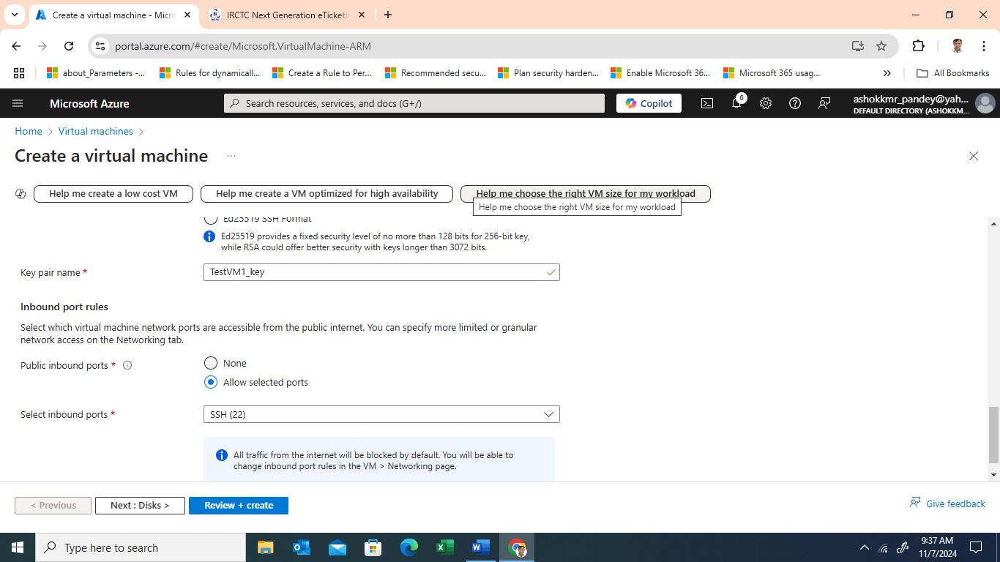 Create a virtual machine - Micro
IRCTC Next Generation eTicketin
portal.azure.com/#create/Microsoft.VirtualMachine-ARM
about_Parameters -...
Rules for dynamicall...
Create a Rule to Per...
Recommended secu...
Plan security harden...
Enable Microsoft 36...
Microsoft 365 usag...
All Bookmarks
Microsoft Azure
Search resources, services, and docs (G+/)
Copilot
6
ashokkmr_pandey@yah...
DEFAULT DIRECTORY (ASHOKKM...
Home > Virtual machines >
Create a virtual machine ...
Help me create a low cost VM
Help me create a VM optimized for high availability
Help me choose the right VM size for my workload
Help me choose the right VM size for my workload
Ed25519 SSH Format
Ed25519 provides a fixed security level of no more than 128 bits for 256-bit key,
while RSA could offer better security with keys longer than 3072 bits.
Key pair name *
TestVM1_key
Inbound port rules
Select which virtual machine network ports are accessible from the public internet. You can specify more limited or granular
network access on the Networking tab.
Public inbound ports *
None
Allow selected ports
Select inbound ports *
SSH (22)
All traffic from the internet will be blocked by default. You will be able to
change inbound port rules in the VM > Networking page.
< Previous
Next : Disks >
Review + create
Give feedback
Type here to search
9:37 AM
11/7/2024